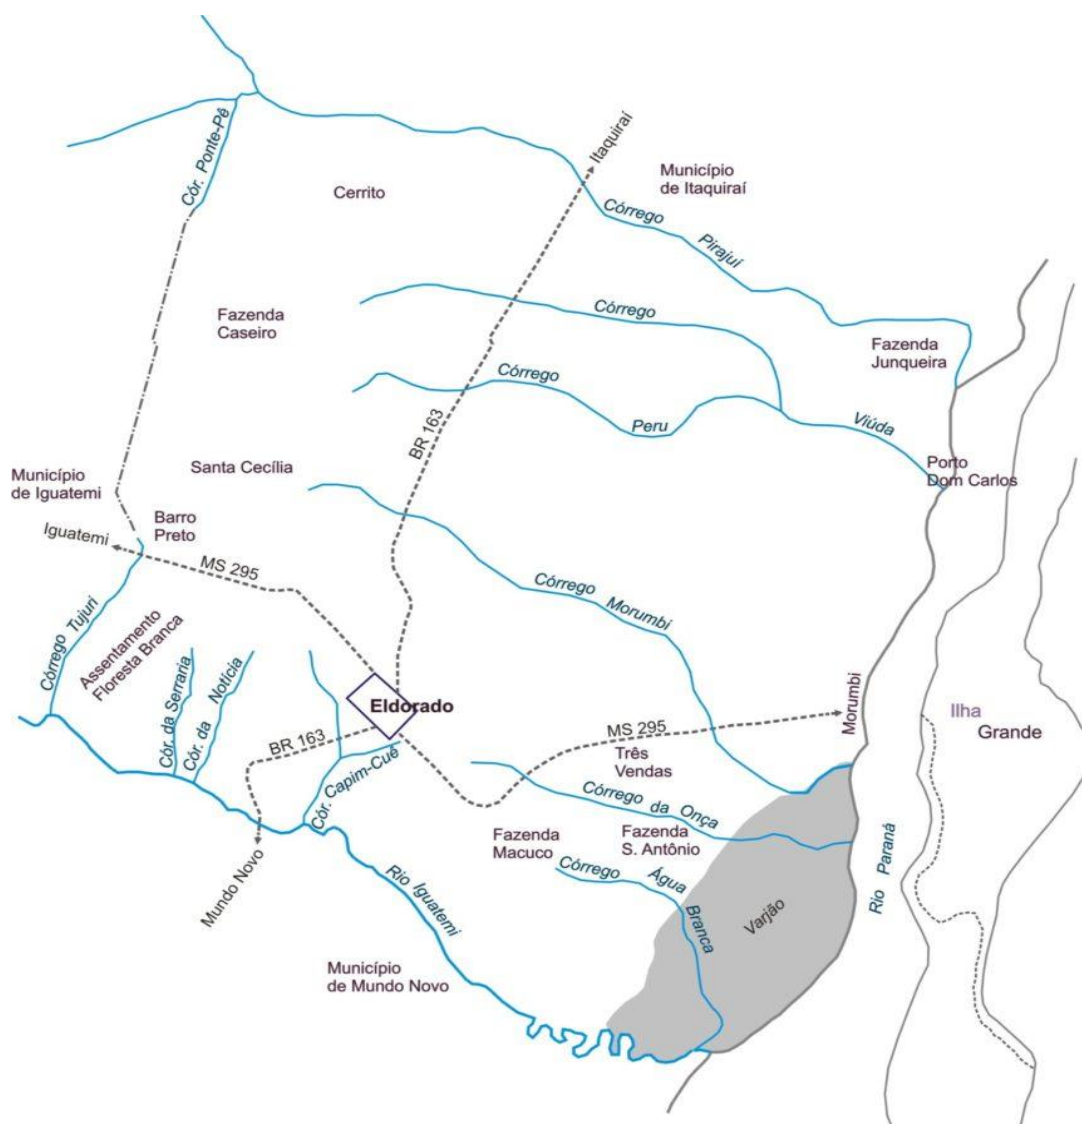 Itaquiraí
Cór. Ponte-Pê
Município
de Itaquiraí
Cerrito
Córrego
Pirajuí
Fazenda
Caseiro
Córrego
Fazenda
Junqueira
Córrego
BR 163
Peru
Viúda
Santa Cecília
Porto
Dom Carlos
Município
de Iguatemi
Barro
Preto
Iguatemi
MS 295
Córrego Morumbi
Córrego Tujuri
Assentamento
Floresta Branca
Cór. da Serraria
Cór. da Notícia
Eldorado
Morumbi
Ilha
Grande
BR 163
MS 295
Três
Vendas
Cór. Capim-Cuê
Córrego da Onça
Fazenda
Macuco
Fazenda
S. Antônio
Rio Paraná
Mundo Novo
Rio Iguatemi
Córrego Água Branca
Varjão
Município
de Mundo Novo